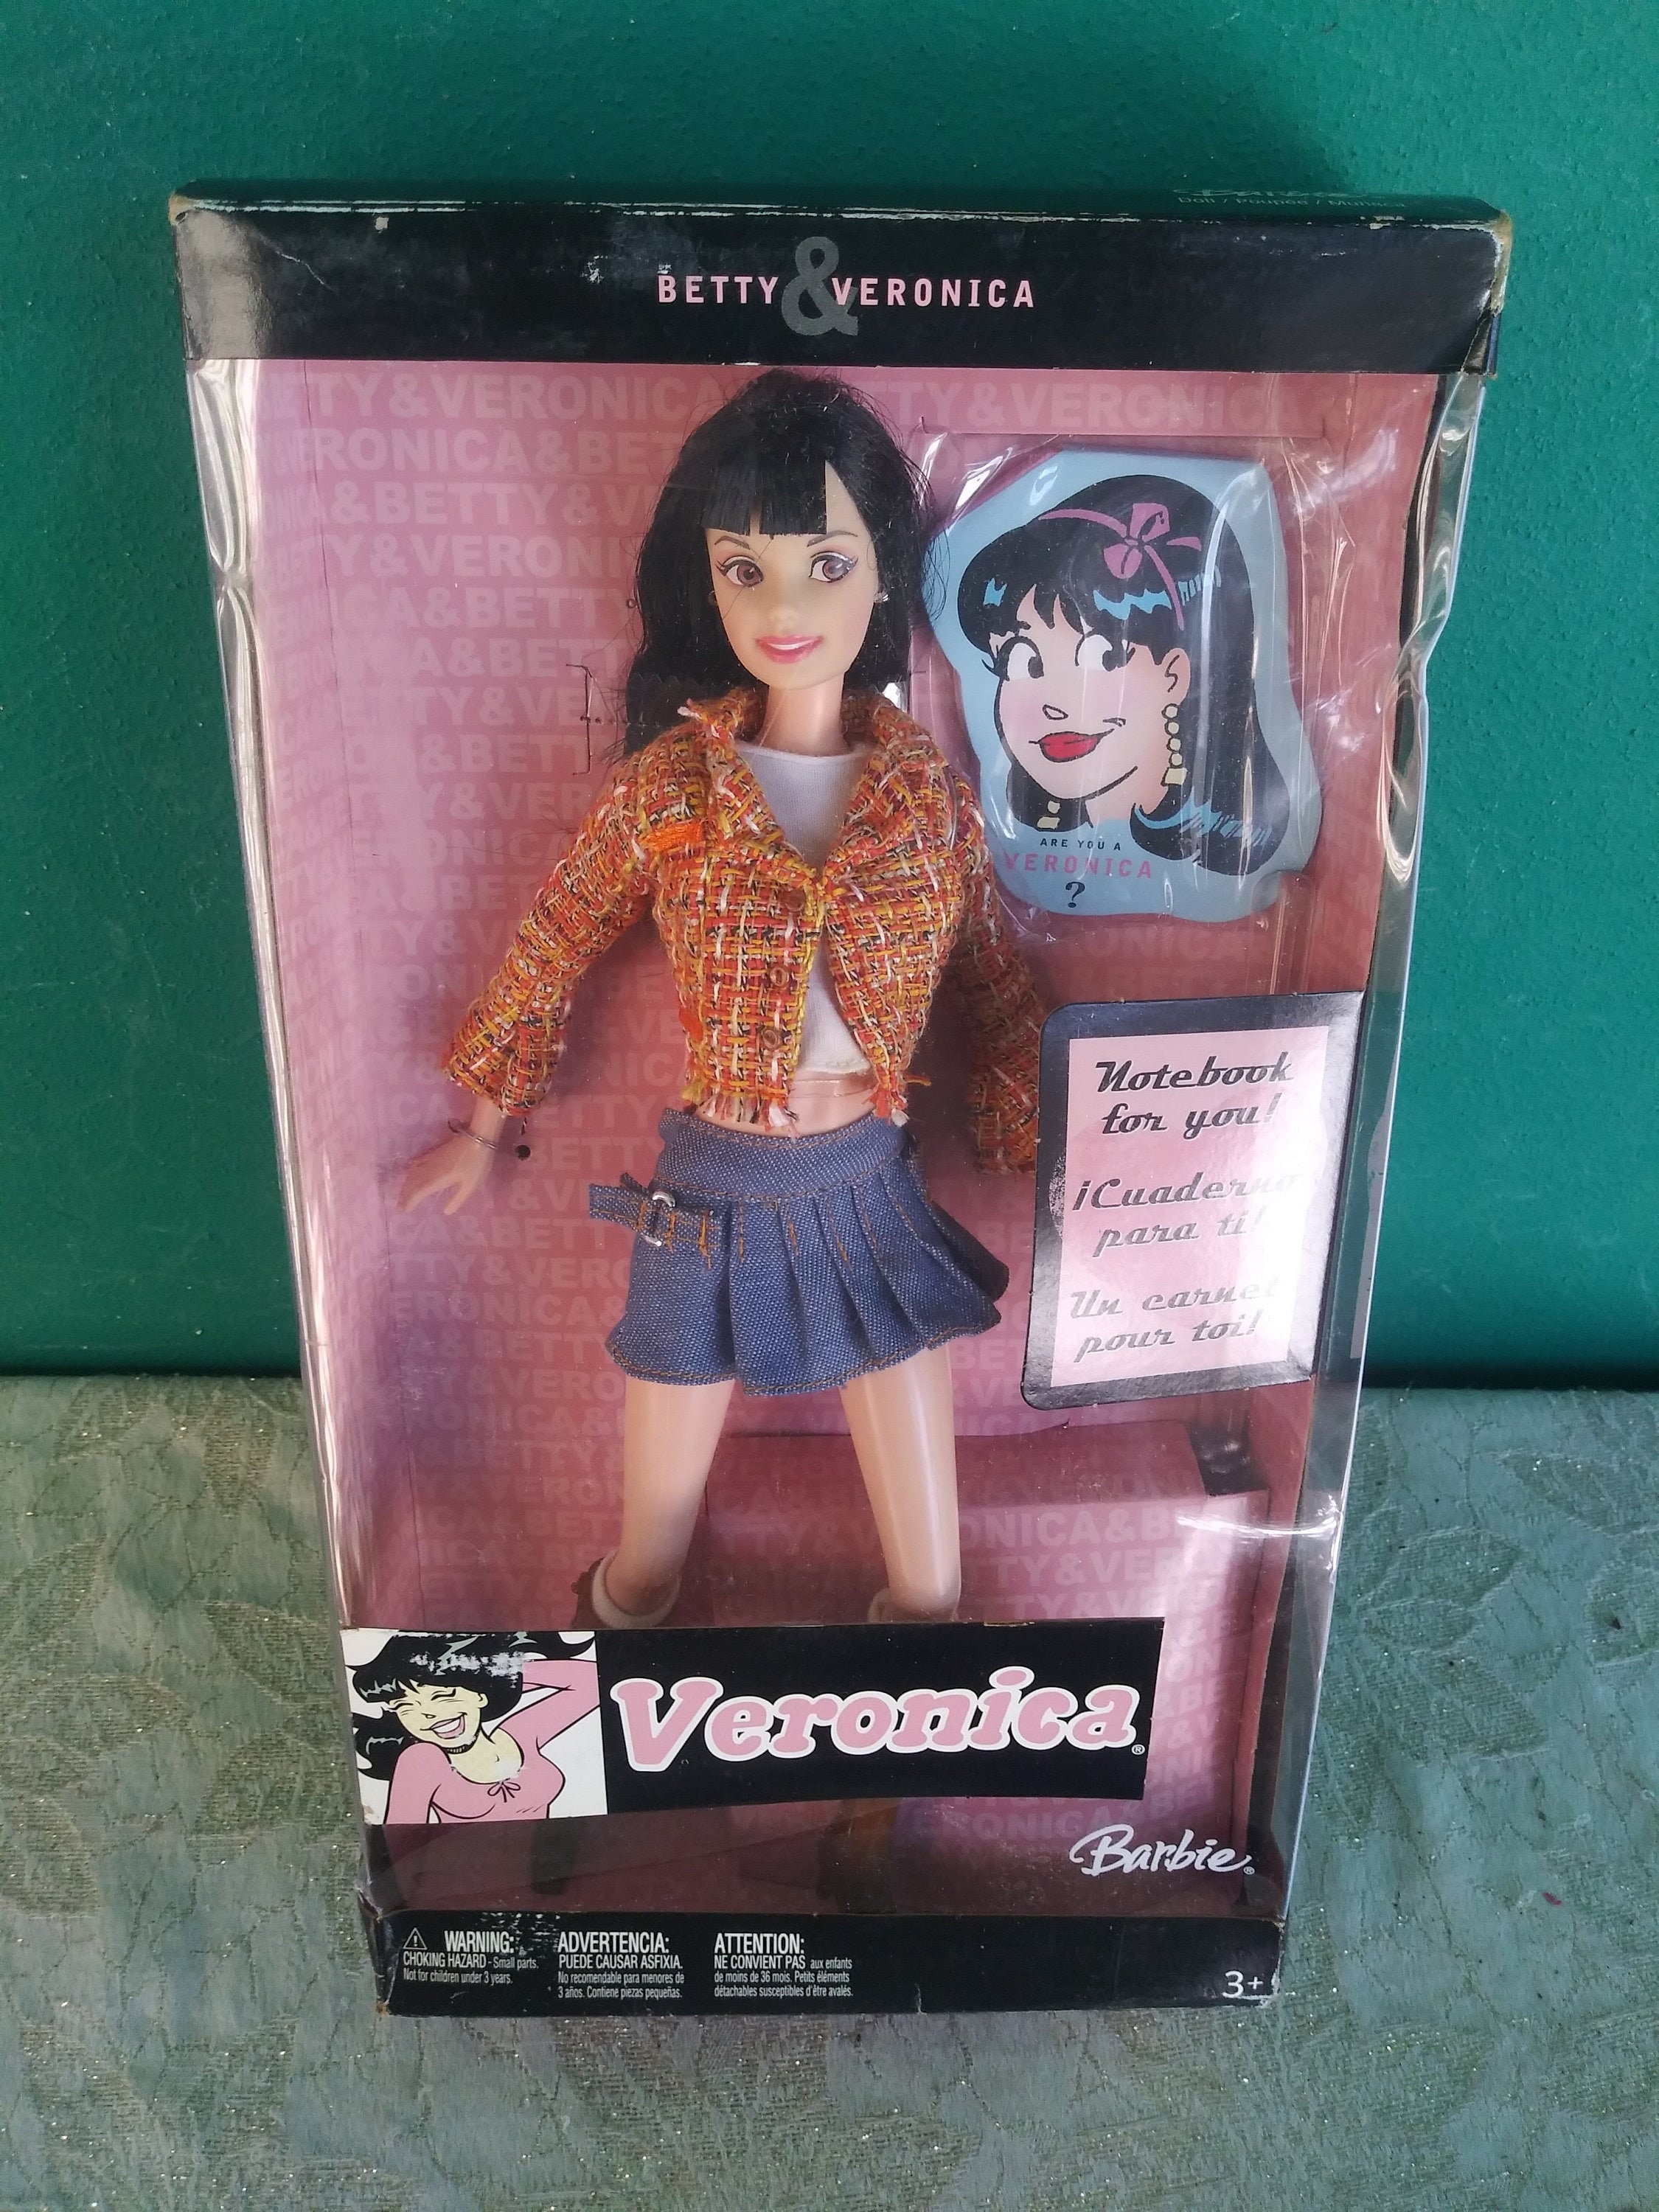 Doll / Poupée / Muñeca
BETTY & VERONICA
ARE YOU A
VERONICA
?
Notebook
for you!
¡Cuaderno
para ti!
Un carnet
pour toi!
Veronica®
Barbie®
WARNING:
CHOKING HAZARD - Small parts.
Not for children under 3 years.
ADVERTENCIA:
PUEDE CAUSAR ASFIXIA.
No recomendable para menores de
3 años. Contiene piezas pequeñas.
ATTENTION:
NE CONVIENT PAS aux enfants
de moins de 36 mois. Petits éléments
détachables susceptibles d'être avalés.
3+